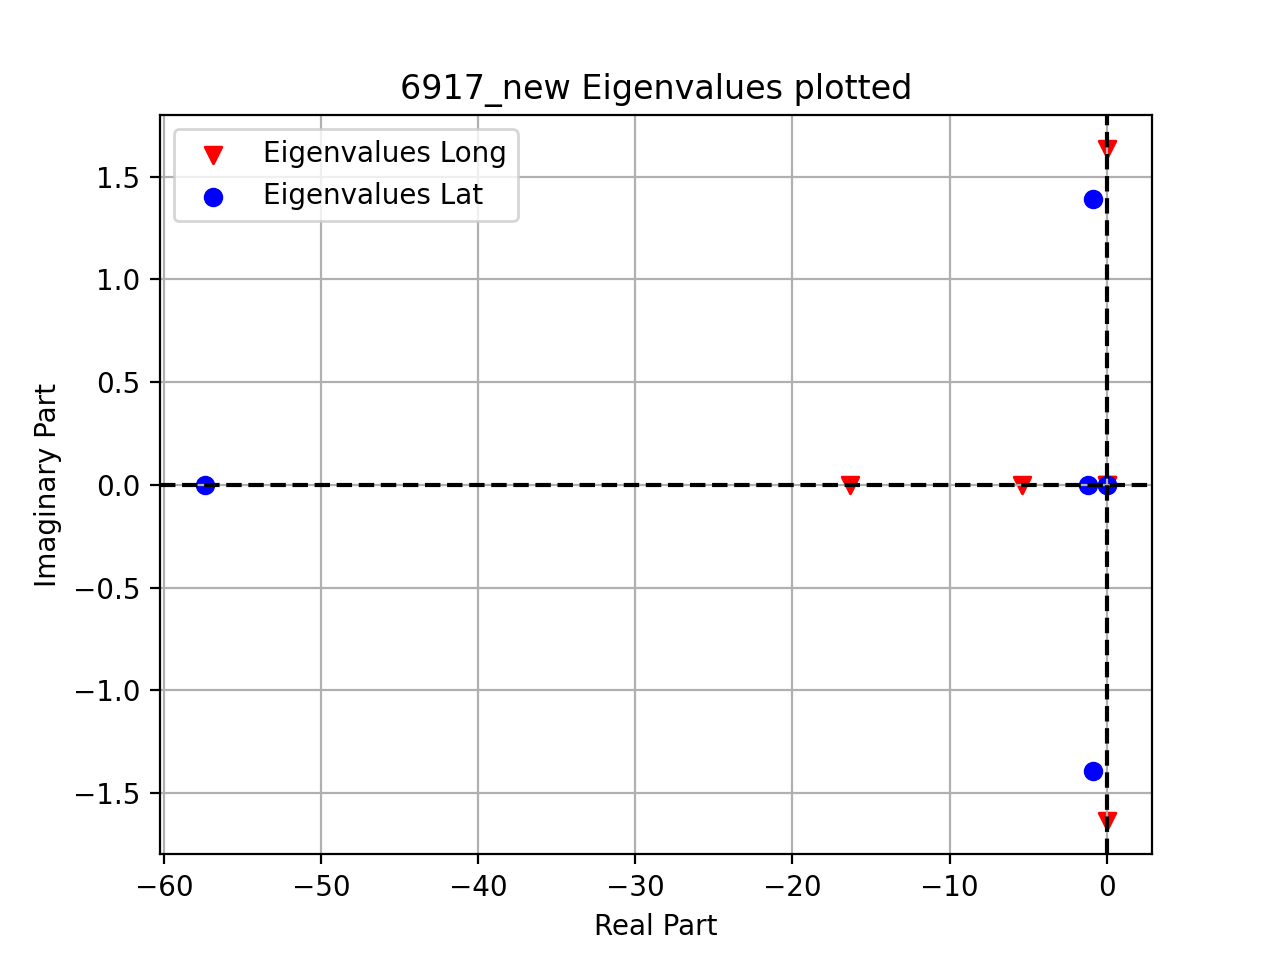 6917_new Eigenvalues plotted
Eigenvalues Long
Eigenvalues Lat
1.5
1.0
0.5
0.0
−0.5
−1.0
−1.5
Imaginary Part
−60
−50
−40
−30
−20
−10
0
Real Part